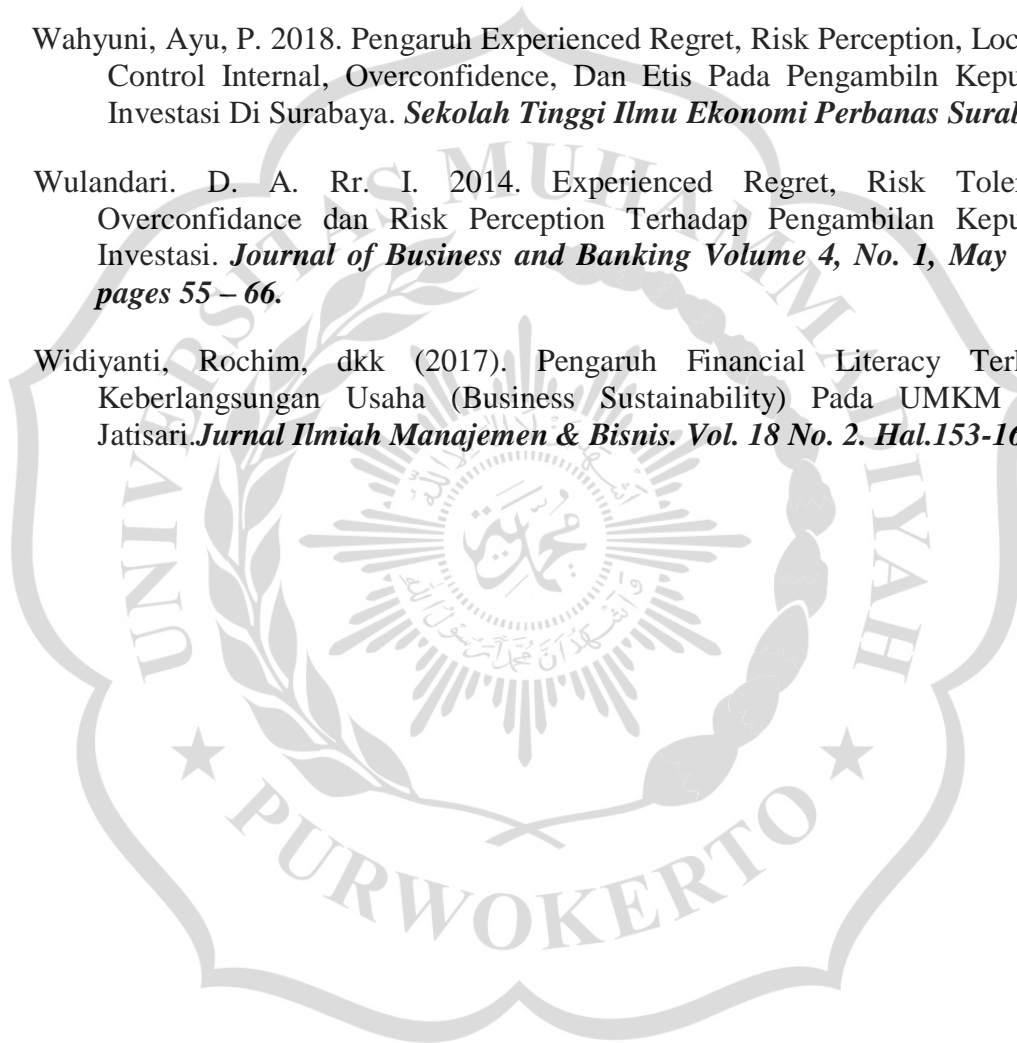 Wahyuni, Ayu, P. 2018. Pengaruh Experienced Regret, Risk Perception, Loc
Control Internal, Overconfidence, Dan Etis Pada Pengambiln Kepu
Investasi Di Surabaya. Sekolah Tinggi Ilmu Ekonomi Perbanas Sural
Wulandari. D. A. Rr. I. 2014. Experienced Regret, Risk Toler
Overconfidance dan Risk Perception Terhadap Pengambilan Kepu
Investasi. Journal of Business and Banking Volume 4, No. 1, May
pages 55 – 66.
Widiyanti, Rochim, dkk (2017). Pengaruh Financial Literacy Terh
Keberlangsungan Usaha (Business Sustainability) Pada UMKM
Jatisari.Jurnal Ilmiah Manajemen & Bisnis. Vol. 18 No. 2. Hal.153-16
UNIVERSITAS MUHAMMADIYAH
PURWOKERTO